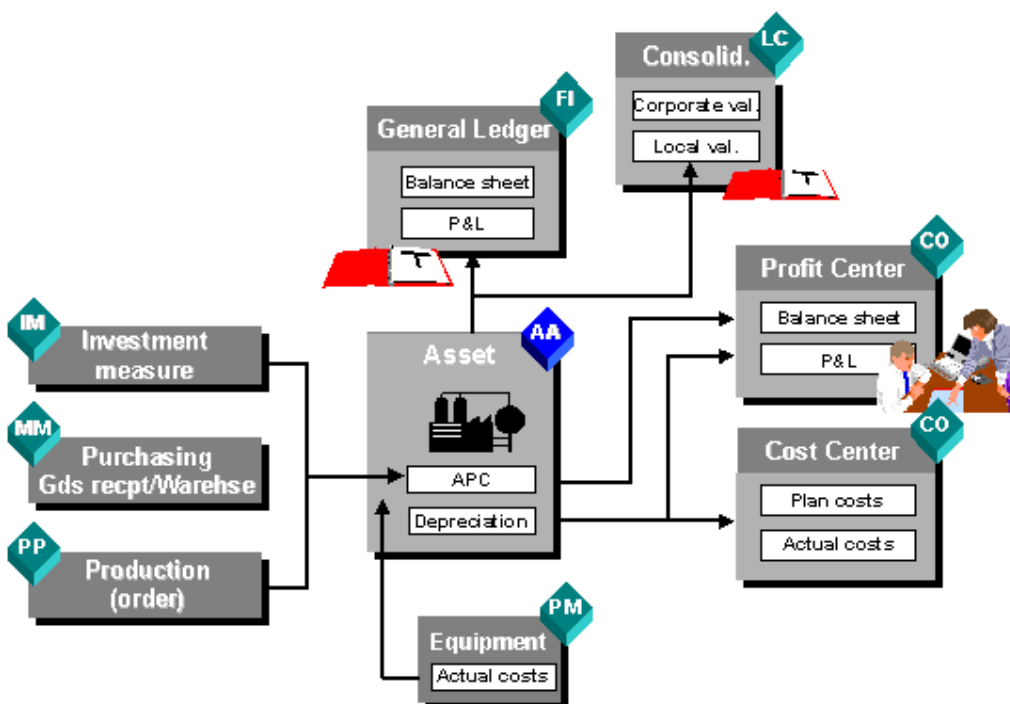 LC
Consolid.
Corporate val.
Local val.
FI
General Ledger
Balance sheet
P&L
CO
Profit Center
Balance sheet
P&L
IM
Investment
measure
AA
Asset
MM
Purchasing
Gds recpt/Warehse
APC
Depreciation
CO
Cost Center
Plan costs
Actual costs
PP
Production
(order)
PM
Equipment
Actual costs